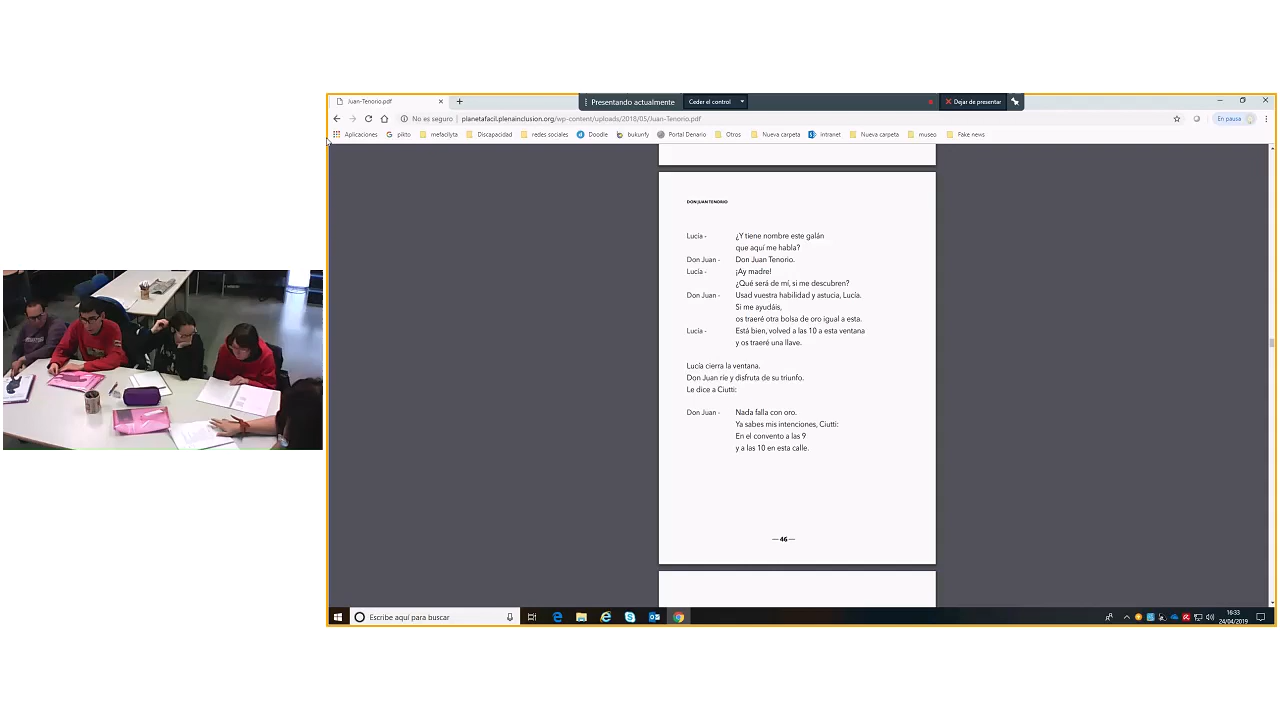 Juan-Tenorio.pdf
Presentando actualmente
Ceder el control
Dejar de presentar
No es seguro
planetafacil.plenainclusion.org/wp-content/uploads/2018/05/Juan-Tenorio.pdf
En pausa
Aplicaciones
pikto
mefacilyta
Discapacidad
redes sociales
Doodle
bukunfy
Portal Denario
Otros
Nueva carpeta
intranet
Nueva carpeta
museo
Fake news
DON JUAN TENORIO
Lucía - ¿Y tiene nombre este galán
que aquí me habla?
Don Juan - Don Juan Tenorio.
Lucía - ¡Ay madre!
¿Qué será de mí, si me descubren?
Don Juan - Usad vuestra habilidad y astucia, Lucía.
Si me ayudáis,
os traeré otra bolsa de oro igual a esta.
Lucía - Está bien, volved a las 10 a esta ventana
y os traeré una llave.
Lucía cierra la ventana.
Don Juan ríe y disfruta de su triunfo.
Le dice a Ciutti:
Don Juan - Nada falla con oro.
Ya sabes mis intenciones, Ciutti:
En el convento a las 9
y a las 10 en esta calle.
— 46 —
Escribe aquí para buscar
16:33
24/04/2019